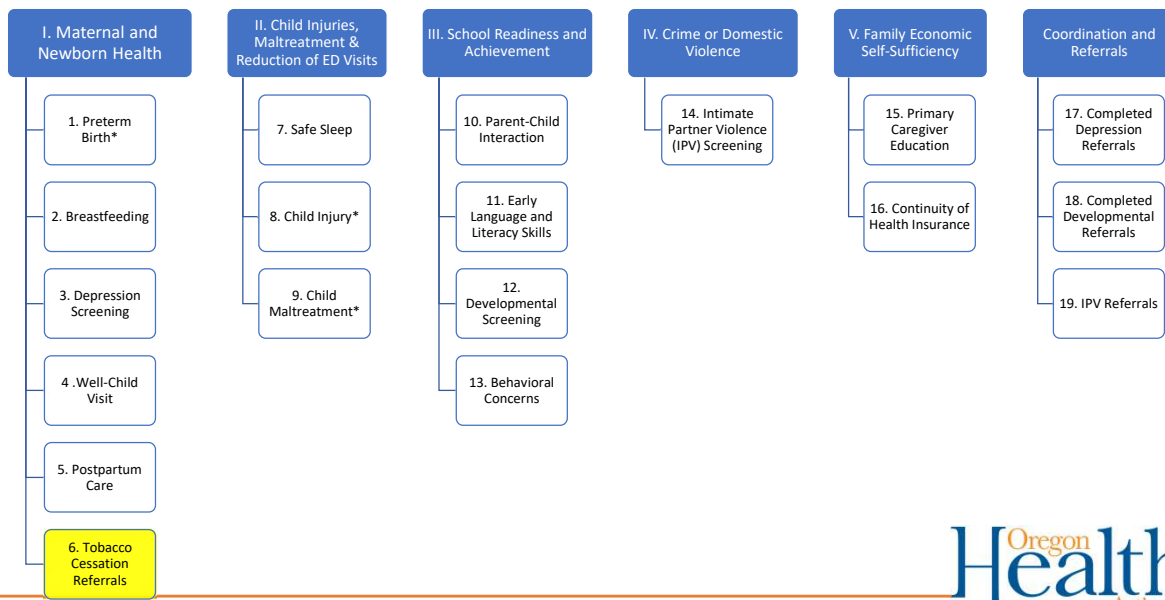 I. Maternal and
Newborn Health
1. Preterm
Birth*
2. Breastfeeding
3. Depression
Screening
4 .Well-Child
Visit
5. Postpartum
Care
6. Tobacco
Cessation
Referrals
II. Child Injuries,
Maltreatment &
Reduction of ED Visits
7. Safe Sleep
8. Child Injury*
9. Child
Maltreatment*
III. School Readiness and
Achievement
10. Parent-Child
Interaction
11. Early
Language and
Literacy Skills
12.
Developmental
Screening
13. Behavioral
Concerns
IV. Crime or Domestic
Violence
14. Intimate
Partner Violence
(IPV) Screening
V. Family Economic
Self-Sufficiency
15. Primary
Caregiver
Education
16. Continuity of
Health Insurance
Coordination and
Referrals
17. Completed
Depression
Referrals
18. Completed
Developmental
Referrals
19. IPV Referrals
Oregon
Health